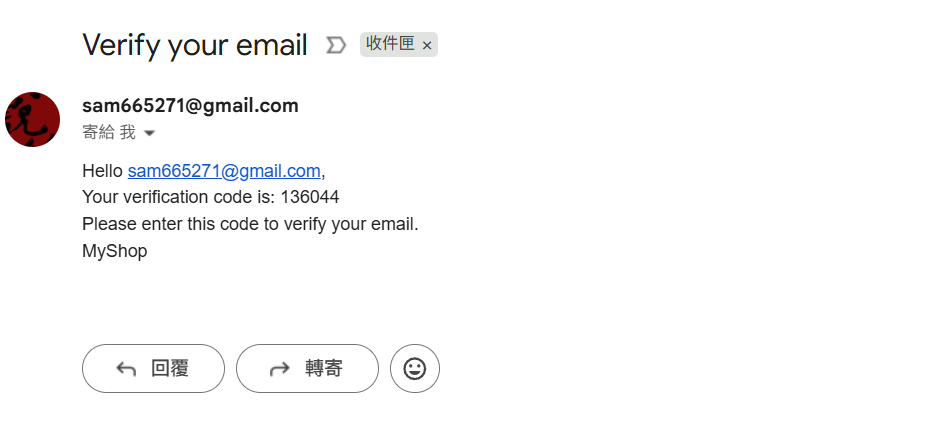 Verify your email 收件匣 ×
sam665271@gmail.com
寄給 我
Hello sam665271@gmail.com,
Your verification code is: 136044
Please enter this code to verify your email.
MyShop
回覆 轉寄